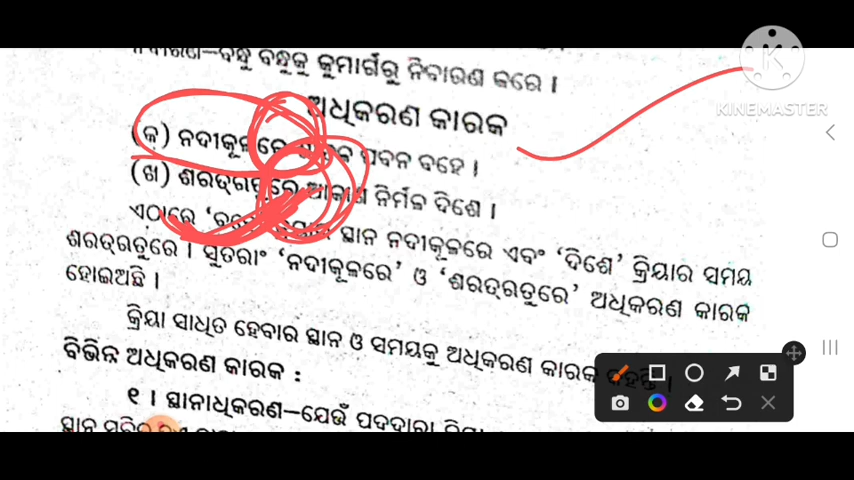 ବନ୍ଧୁ ବନ୍ଧୁକୁ କୁମାର୍ଗରୁ ନିବାରଣ କରେ ।
KINEMASTER
ଅଧିକରଣ କାରକ
(କ) ନଦୀକୂଳରେ ପବନ ବହେ ।
(ଖ) ଶରତ୍‌ଋତୁରେ ଆକାଶ ନିର୍ମଳ ଦିଶେ ।
ଏଠାରେ ସ୍ଥାନ ନଦୀକୂଳରେ ଏବଂ ‘ଦିଶେ’ କ୍ରିୟାର ସମୟ
ଶରତ୍‌ଋତୁରେ । ସୁତରାଂ ‘ନଦୀକୂଳରେ’ ଓ ‘ଶରତ୍‌ଋତୁରେ’ ଅଧିକରଣ କାରକ
ହୋଇଅଛି ।
କ୍ରିୟା ସାଧିତ ହେବାର ସ୍ଥାନ ଓ ସମୟକୁ ଅଧିକରଣ କାରକ
ବିଭିନ୍ନ ଅଧିକରଣ କାରକ :
୧ । ସ୍ଥାନାଧିକରଣ—ଯେଉଁ ପଦଦ୍ୱାରା
ସ୍ଥାନ